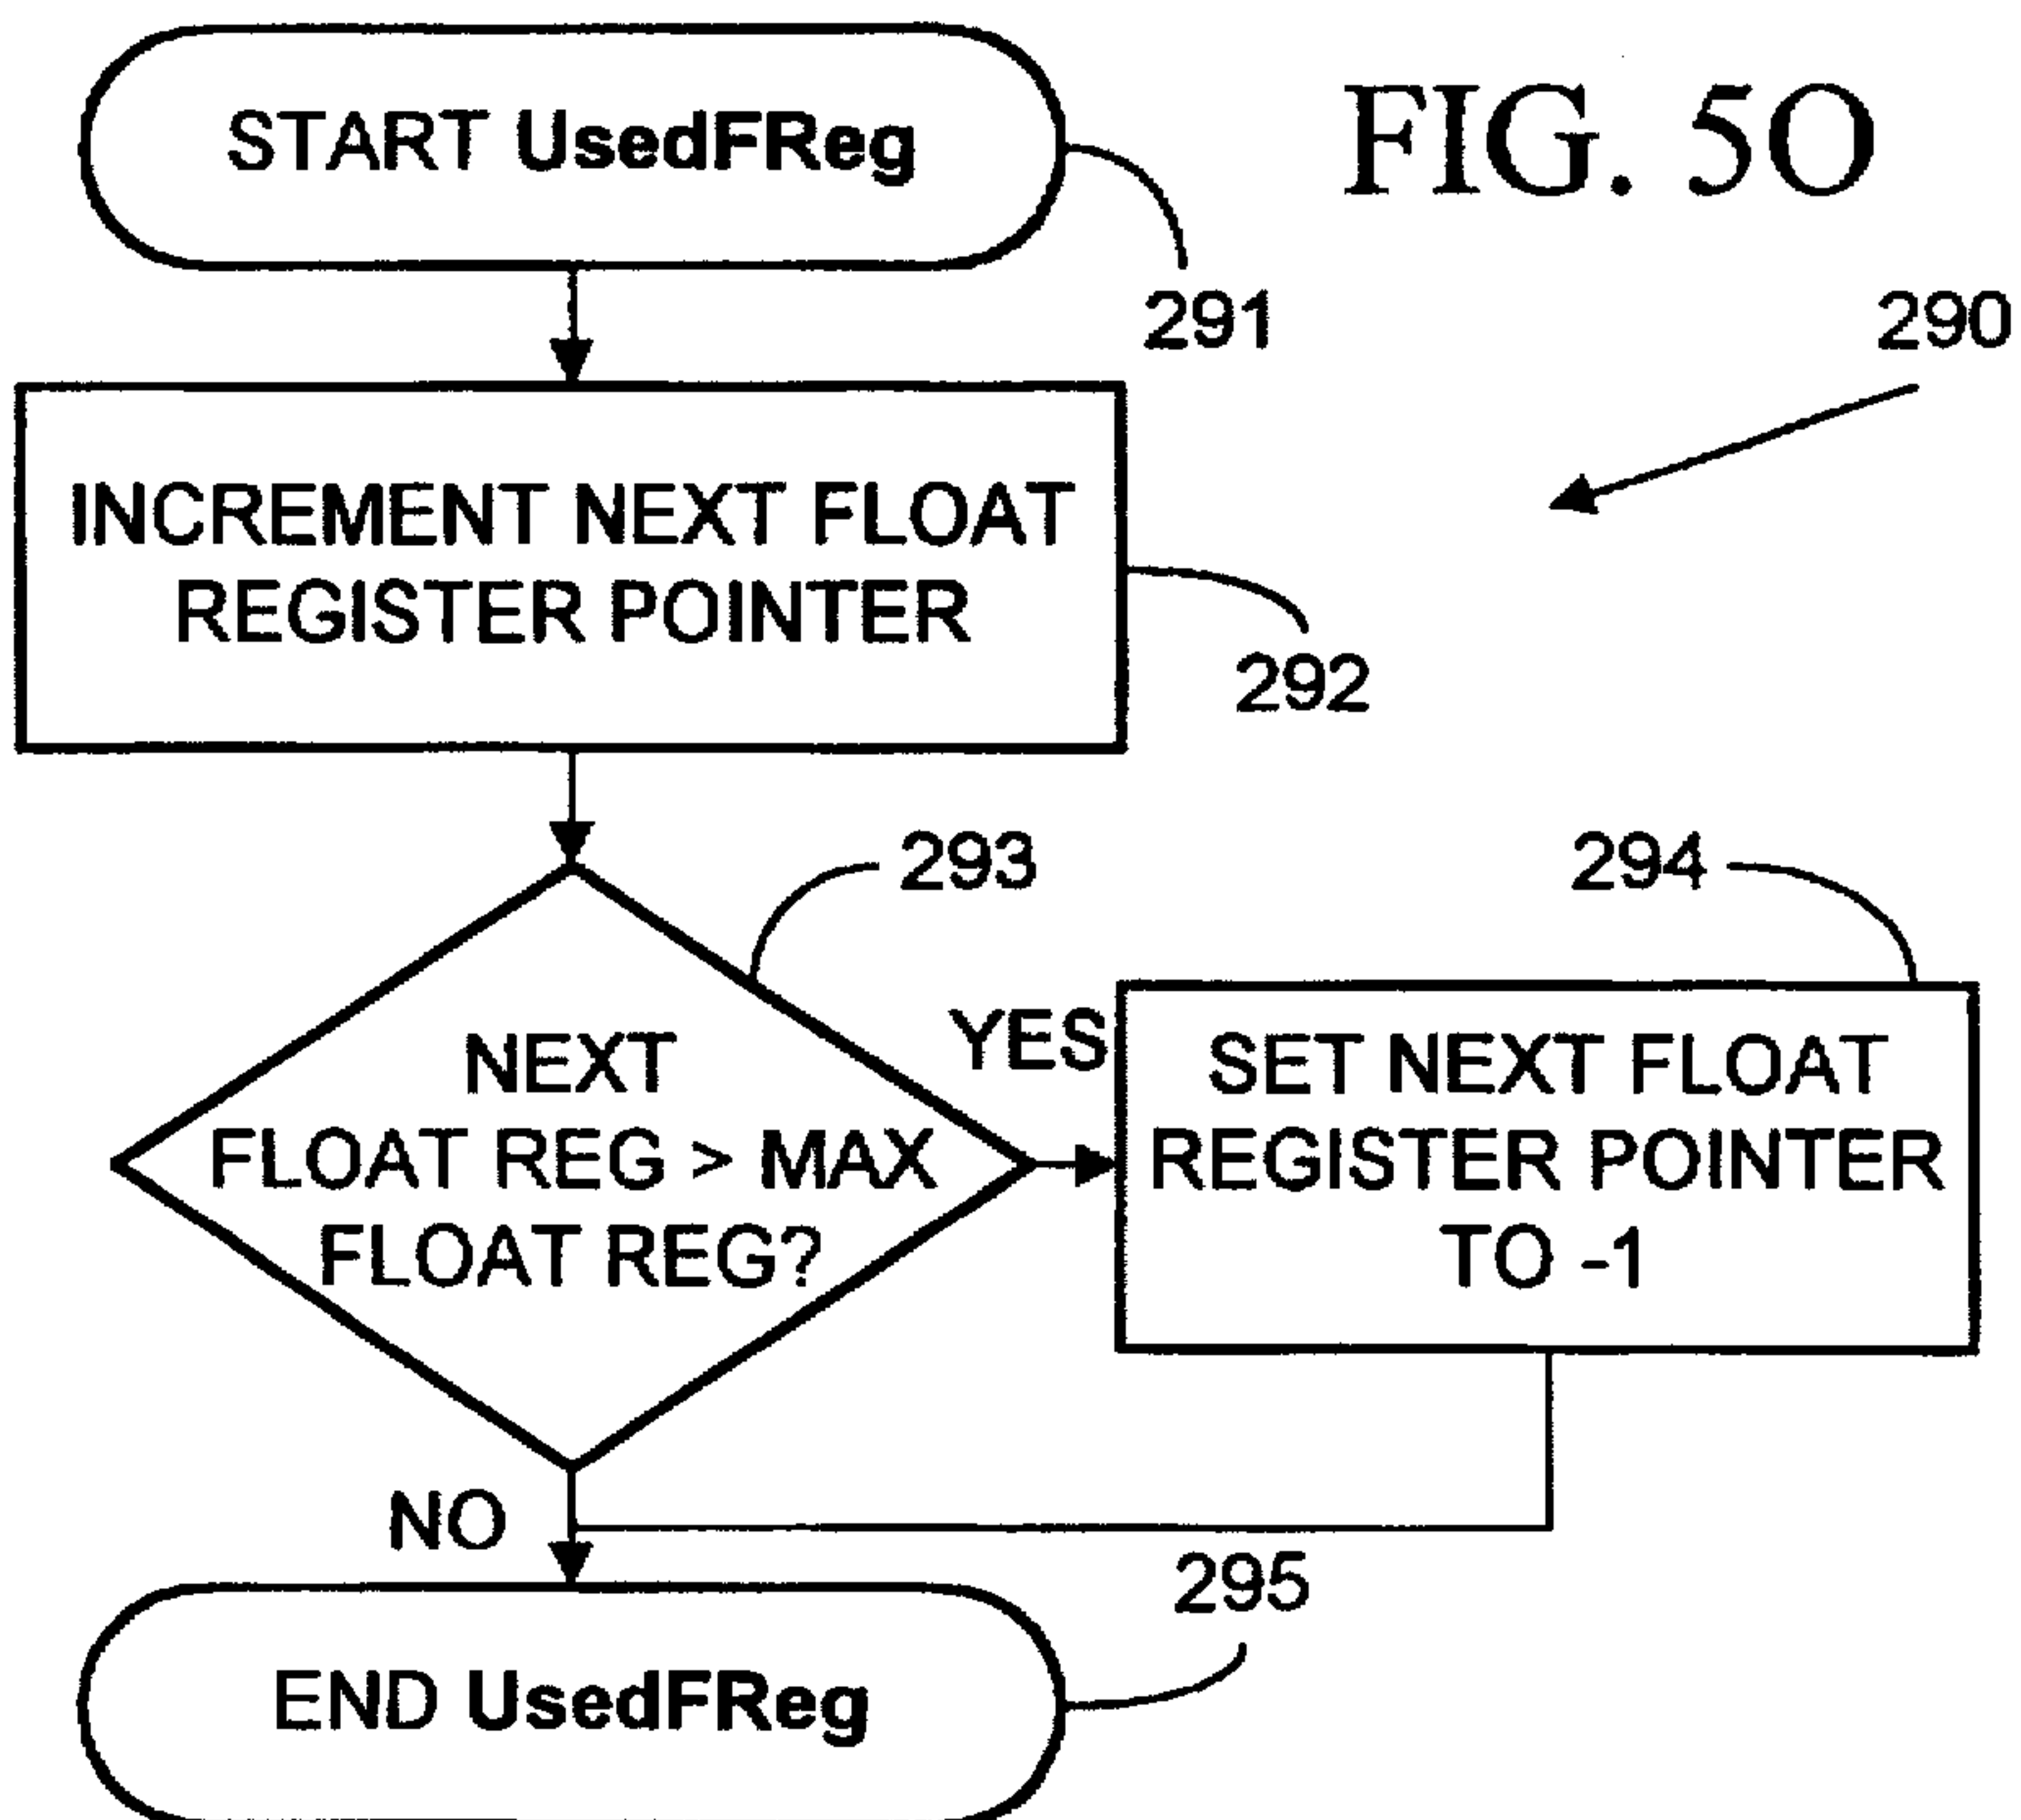 START UsedFReg
FIG. 5O
291
290
INCREMENT NEXT FLOAT
REGISTER POINTER
292
293
294
NEXT
FLOAT REG > MAX
FLOAT REG?
YES
SET NEXT FLOAT
REGISTER POINTER
TO -1
NO
295
END UsedFReg